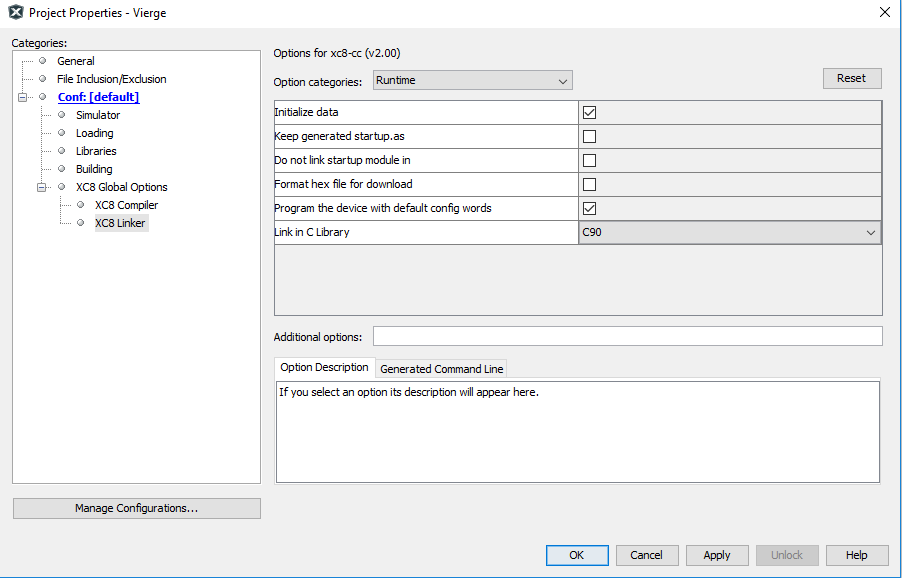 Project Properties - Vierge
Categories:
General
File Inclusion/Exclusion
Conf: [default]
Simulator
Loading
Libraries
Building
XC8 Global Options
XC8 Compiler
XC8 Linker
Manage Configurations...
Options for xc8-cc (v2.00)
Option categories: Runtime Reset
Initialize data
Keep generated startup.as
Do not link startup module in
Format hex file for download
Program the device with default config words
Link in C Library C90
Additional options:
Option Description Generated Command Line
If you select an option its description will appear here.
OK Cancel Apply Unlock Help